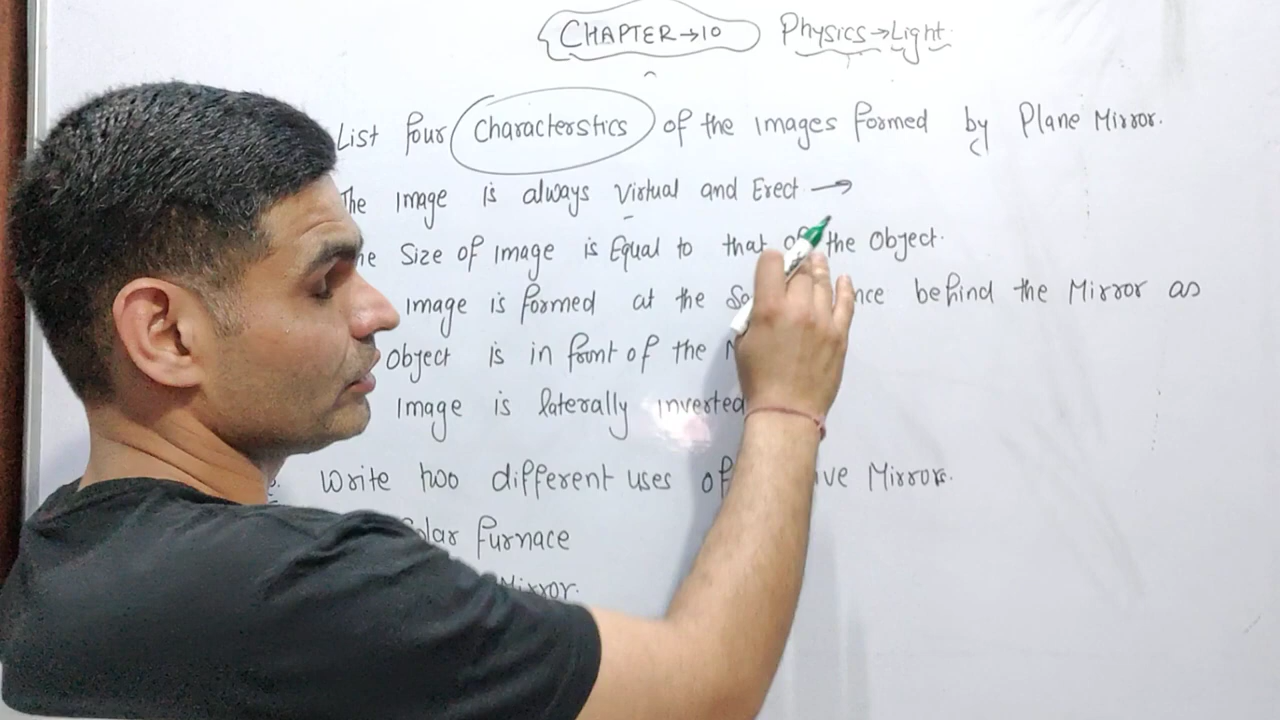 CHAPTER→10 Physics→Light
List four Characterstics of the Images formed by Plane Mirror.
The Image is always Virtual and Erect →
Size of Image is Equal to that of the Object.
Image is formed at the behind the Mirror as
Object is in front of the
Image is laterally inverted
Write two different uses of Mirrors.
Furnace
Mirror.